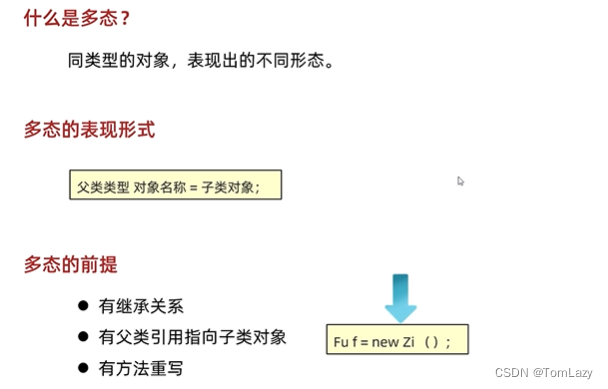 什么是多态？
同类型的对象，表现出的不同形态。
多态的表现形式
父类类型 对象名称 = 子类对象；
多态的前提
● 有继承关系
● 有父类引用指向子类对象
● 有方法重写
Fu f = new Zi （）；
CSDN @TomLazy